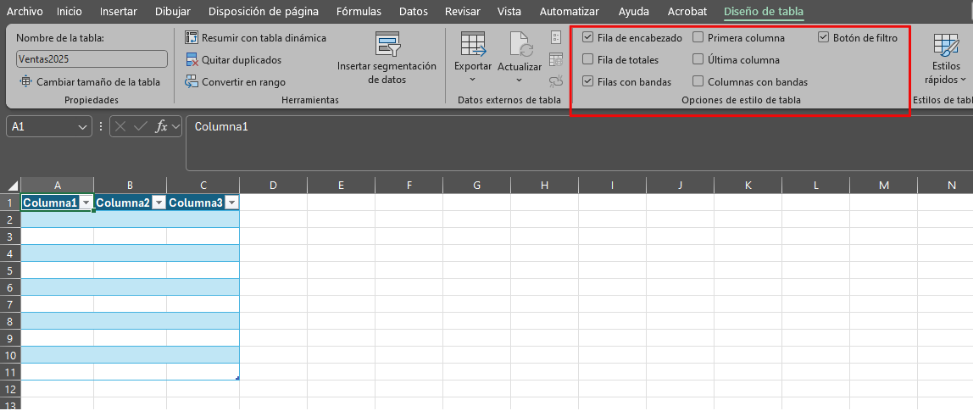 Archivo Inicio Insertar Dibujar Disposición de página Fórmulas Datos Revisar Vista Automatizar Ayuda Acrobat Diseño de tabla
Nombre de la tabla:
Ventas2025
Cambiar tamaño de la tabla
Propiedades
Resumir con tabla dinámica
Quitar duplicados
Convertir en rango
Insertar segmentación
de datos
Herramientas
Exportar Actualizar
Datos externos de tabla
Fila de encabezado Primera columna Botón de filtro
Fila de totales Última columna
Filas con bandas Columnas con bandas
Opciones de estilo de tabla
Estilos
rápidos
Estilos de tabl
A1 fx Columna1
A B C D E F G H I J K L M N
1 Columna1 Columna2 Columna3
2
3
4
5
6
7
8
9
10
11
12
13